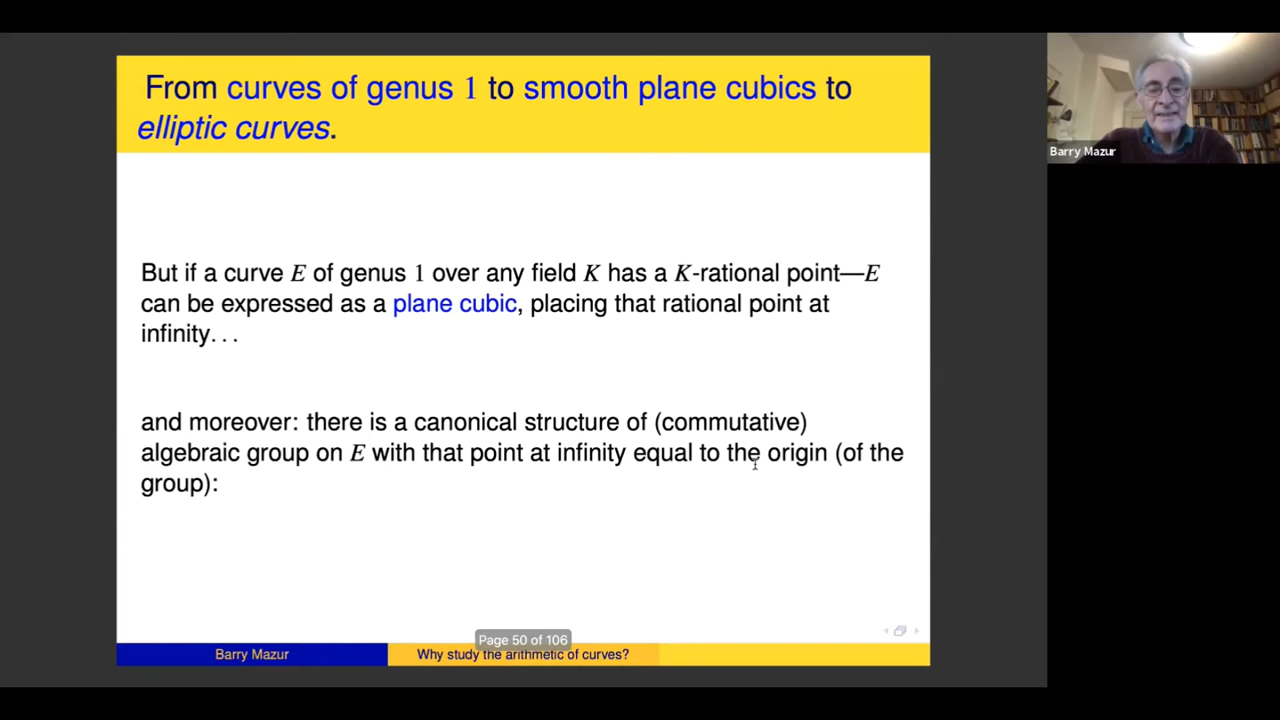 From curves of genus 1 to smooth plane cubics to
elliptic curves.
But if a curve E of genus 1 over any field K has a K-rational point—E
can be expressed as a plane cubic, placing that rational point at
infinity. . .
and moreover: there is a canonical structure of (commutative)
algebraic group on E with that point at infinity equal to the origin (of the
group):
Page 50 of 106
Barry Mazur
Why study the arithmetic of curves?
Barry Mazur